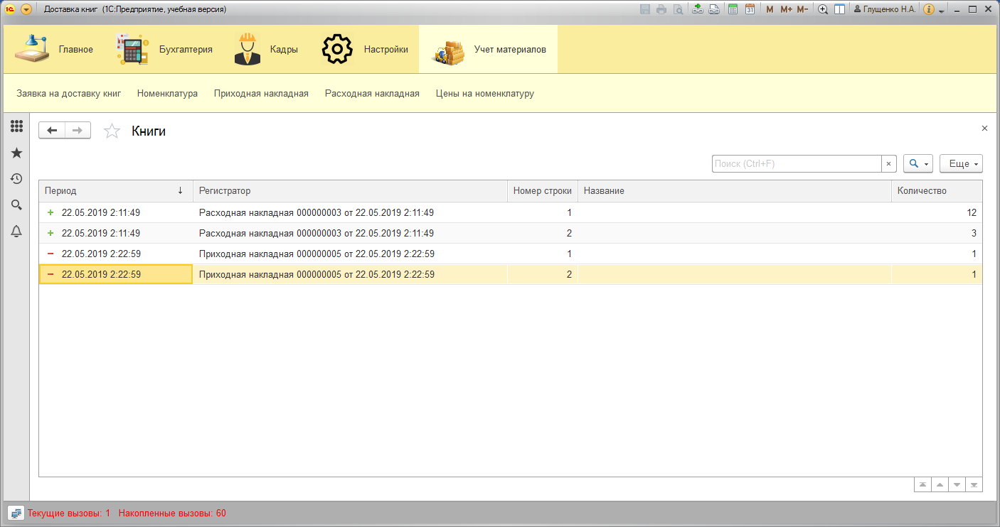 Доставка книг (1С:Предприятие, учебная версия)
M M+ M- Глущенко Н.А.
31
Главное Бухгалтерия Кадры Настройки Учет материалов
Заявка на доставку книг Номенклатура Приходная накладная Расходная накладная Цены на номенклатуру
Книги
Поиск (Ctrl+F) × Еще
Период ↓ Регистратор Номер строки Название Количество
+ 22.05.2019 2:11:49 Расходная накладная 000000003 от 22.05.2019 2:11:49 1 12
+ 22.05.2019 2:11:49 Расходная накладная 000000003 от 22.05.2019 2:11:49 2 3
− 22.05.2019 2:22:59 Приходная накладная 000000005 от 22.05.2019 2:22:59 1 1
− 22.05.2019 2:22:59 Приходная накладная 000000005 от 22.05.2019 2:22:59 2 1
Текущие вызовы: 1 Накопленные вызовы: 60